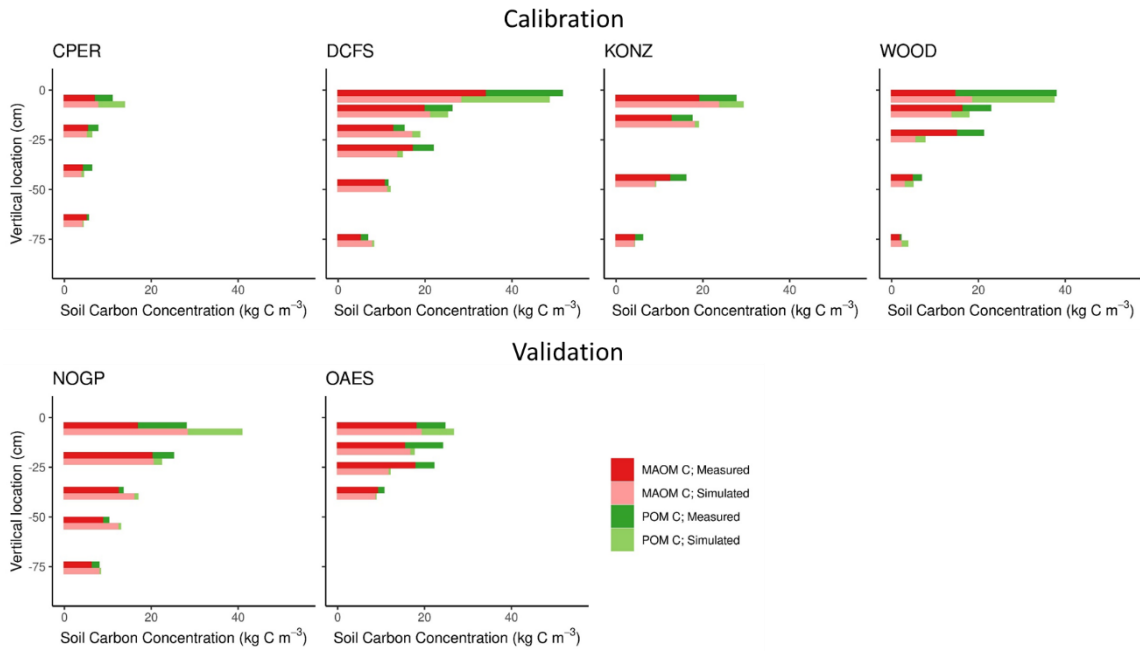 Calibration
CPER
DCFS
KONZ
WOOD
Vertilcal location (cm)
0
-25
-50
-75
0 20 40
0 20 40
0 20 40
0 20 40
Soil Carbon Concentration (kg C m⁻³)
Soil Carbon Concentration (kg C m⁻³)
Soil Carbon Concentration (kg C m⁻³)
Soil Carbon Concentration (kg C m⁻³)
Validation
NOGP
OAES
Vertilcal location (cm)
0
-25
-50
-75
0 20 40
0 20 40
Soil Carbon Concentration (kg C m⁻³)
Soil Carbon Concentration (kg C m⁻³)
MAOM C; Measured
MAOM C; Simulated
POM C; Measured
POM C; Simulated